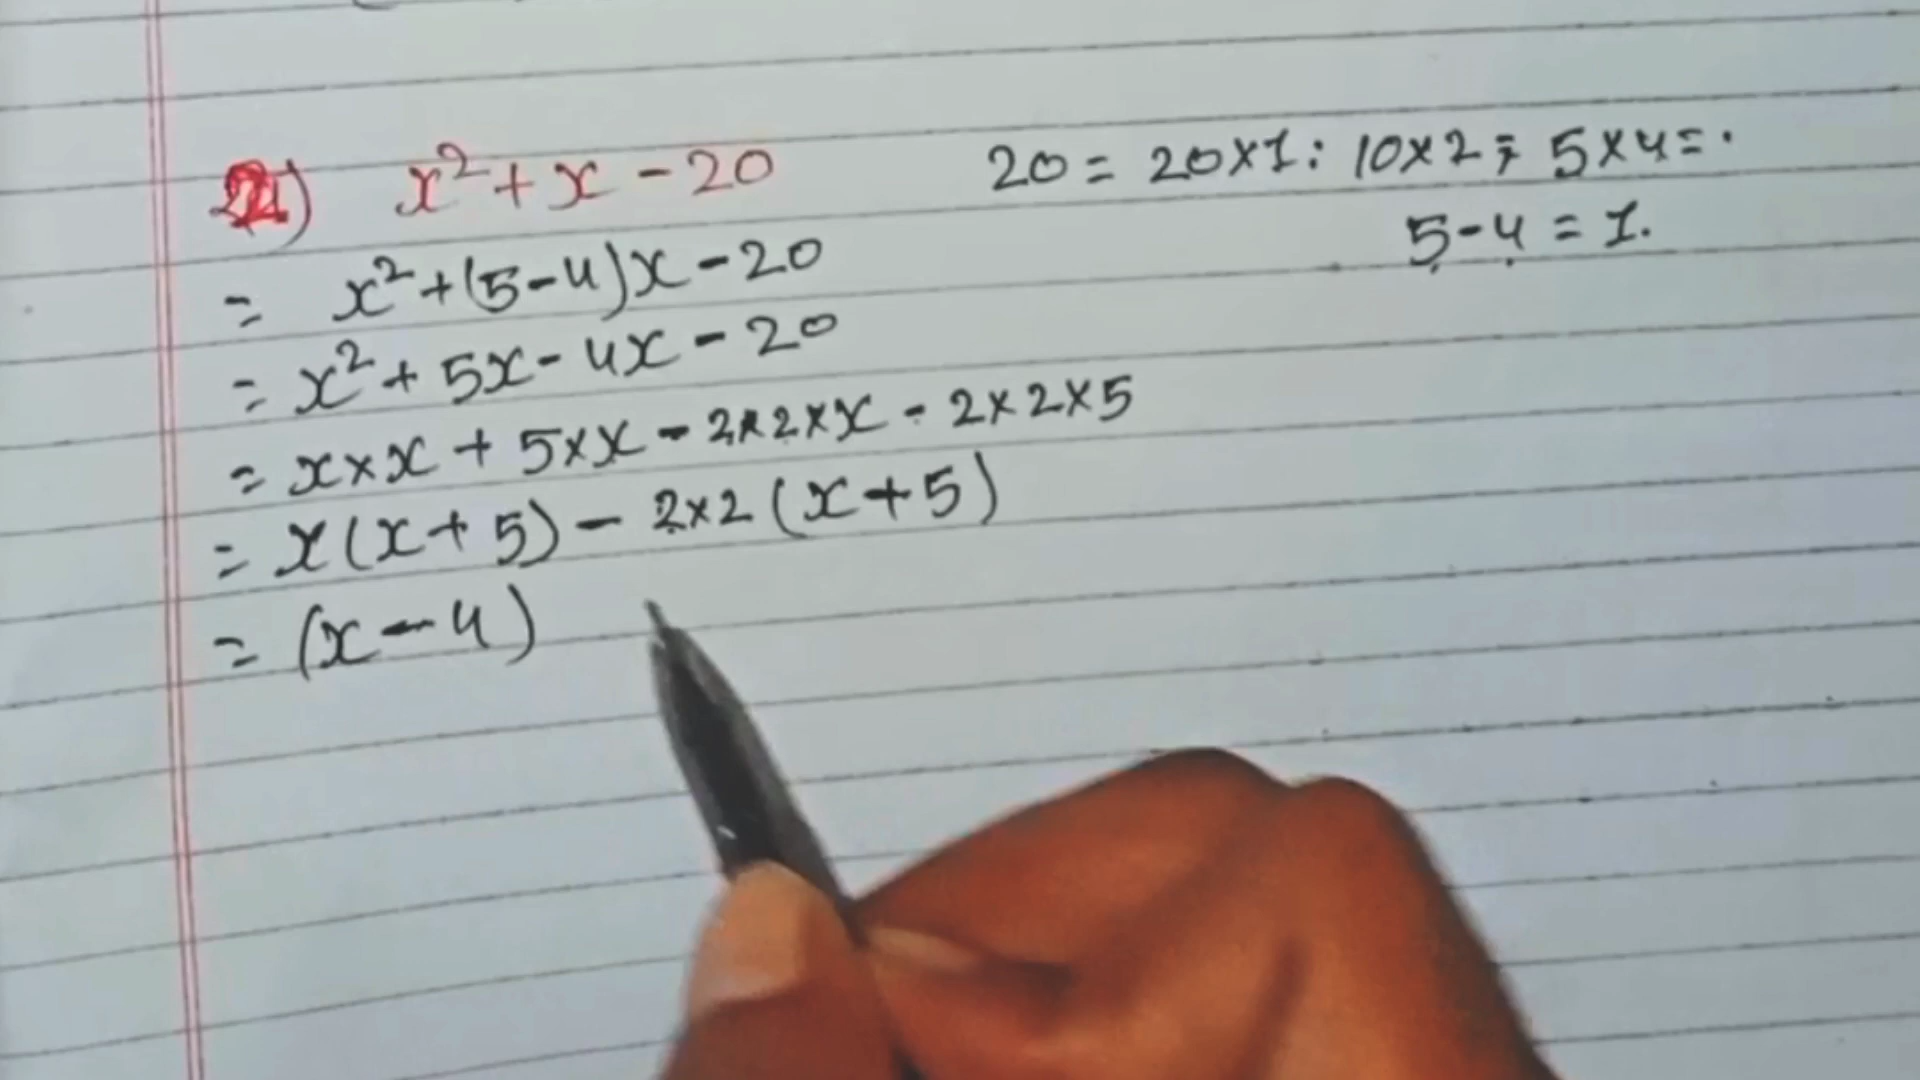 x² + x - 20
20 = 20×1: 10×2; 5×4=.
5-4 = 1.
= x² + (5-4)x - 20
= x² + 5x - 4x - 20
= x×x + 5×x - 2×2×x - 2×2×5
= x(x+5) - 2×2(x+5)
= (x-4)